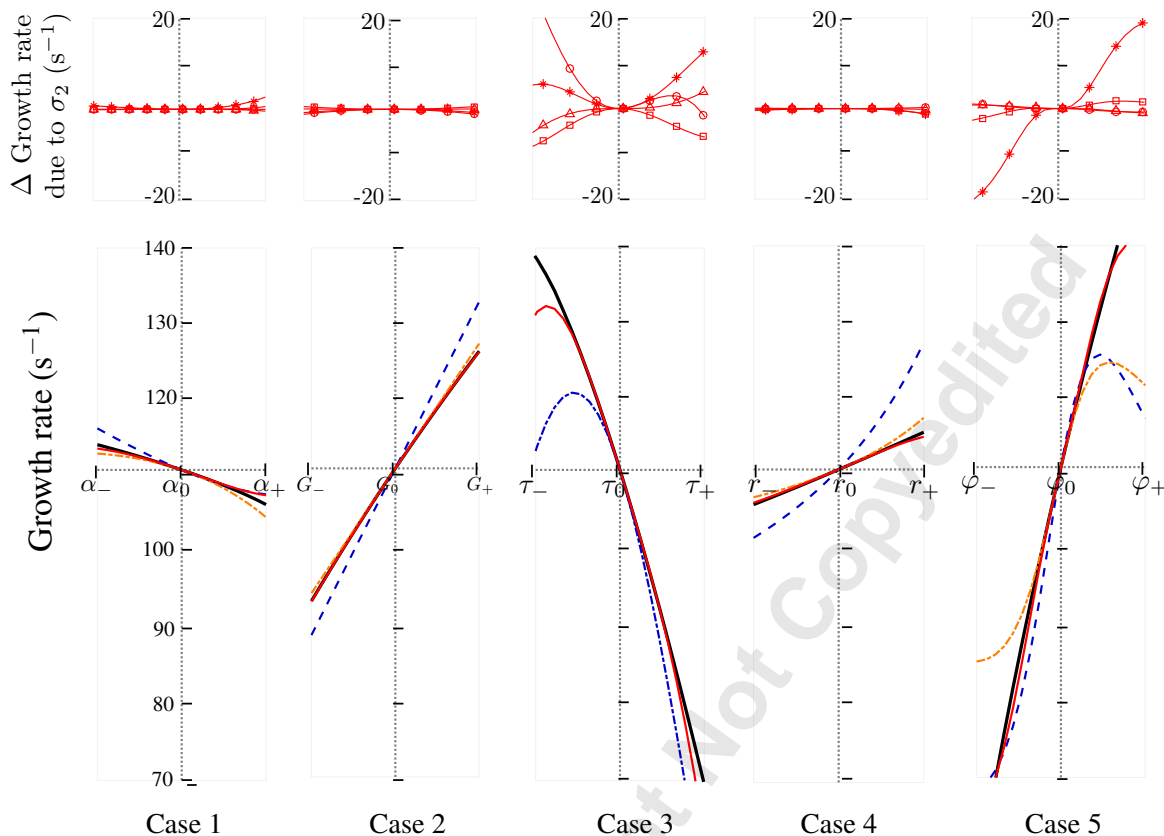 Δ Growth rate
due to σ₂ (s⁻¹)
20 20 20 20 20
-20 -20 -20 -20 -20
Growth rate (s⁻¹)
140
130
120
100
90
80
70
α₋ α₀ α₊ G₋ G₀ G₊ τ₋ τ₀ τ₊ r₋ r₀ r₊ φ₋ φ₀ φ₊
Case 1 Case 2 Case 3 Case 4 Case 5
t Not Copyedited